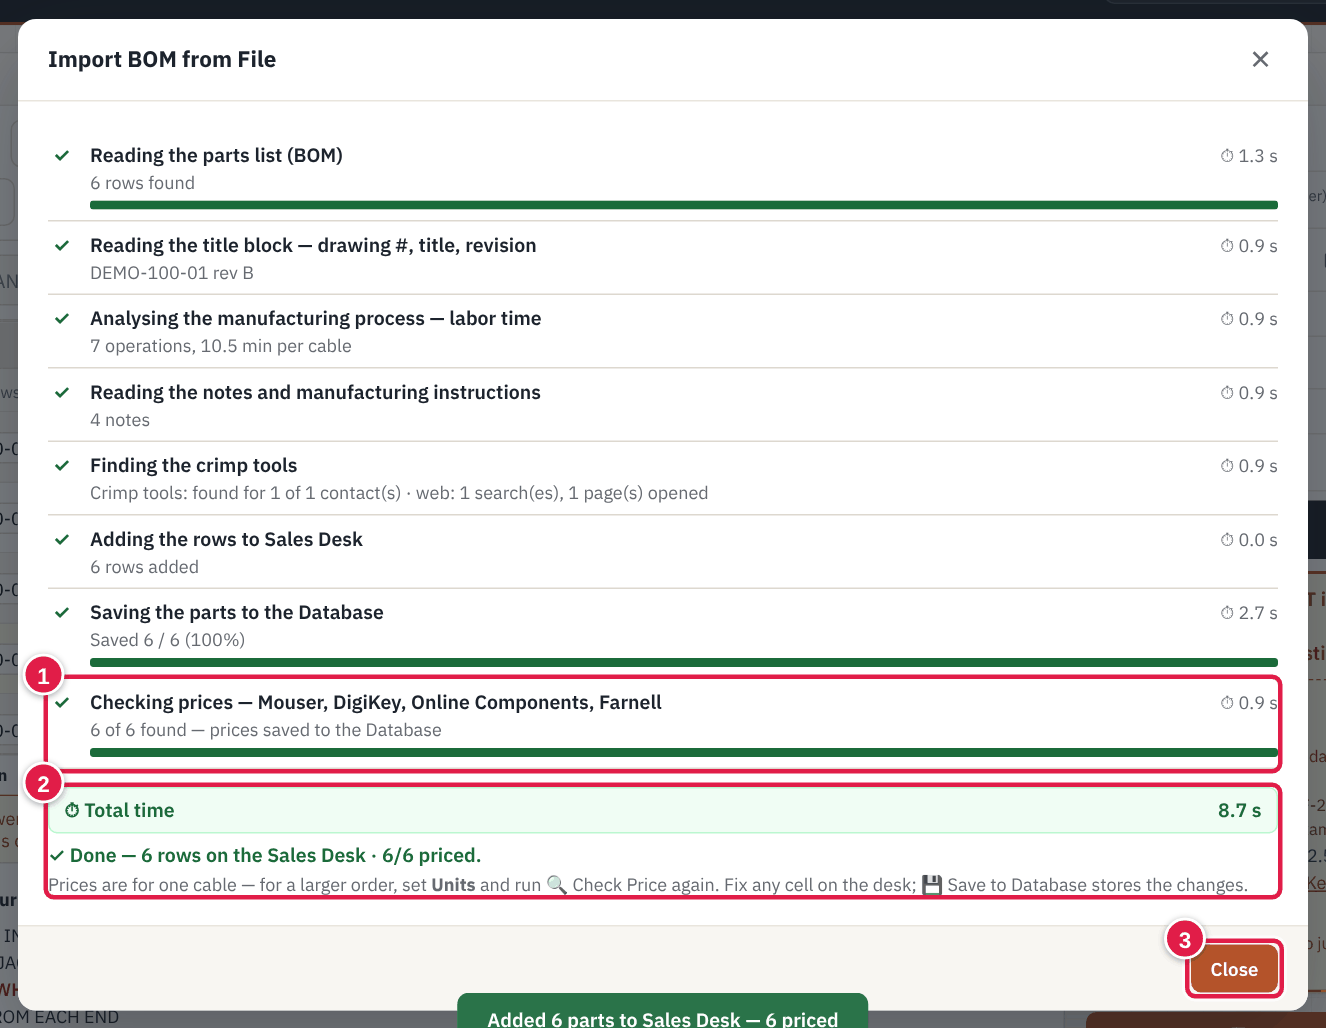 Import BOM from File
✕
✓ Reading the parts list (BOM) ⏱ 1.3 s
6 rows found
✓ Reading the title block — drawing #, title, revision ⏱ 0.9 s
DEMO-100-01 rev B
✓ Analysing the manufacturing process — labor time ⏱ 0.9 s
7 operations, 10.5 min per cable
✓ Reading the notes and manufacturing instructions ⏱ 0.9 s
4 notes
✓ Finding the crimp tools ⏱ 0.9 s
Crimp tools: found for 1 of 1 contact(s) · web: 1 search(es), 1 page(s) opened
✓ Adding the rows to Sales Desk ⏱ 0.0 s
6 rows added
✓ Saving the parts to the Database ⏱ 2.7 s
Saved 6 / 6 (100%)
1
✓ Checking prices — Mouser, DigiKey, Online Components, Farnell ⏱ 0.9 s
6 of 6 found — prices saved to the Database
2
⏱ Total time 8.7 s
✓ Done — 6 rows on the Sales Desk · 6/6 priced.
Prices are for one cable — for a larger order, set Units and run 🔍 Check Price again. Fix any cell on the desk; 💾 Save to Database stores the changes.
3
Close
EACH END
Added 6 parts to Sales Desk — 6 priced